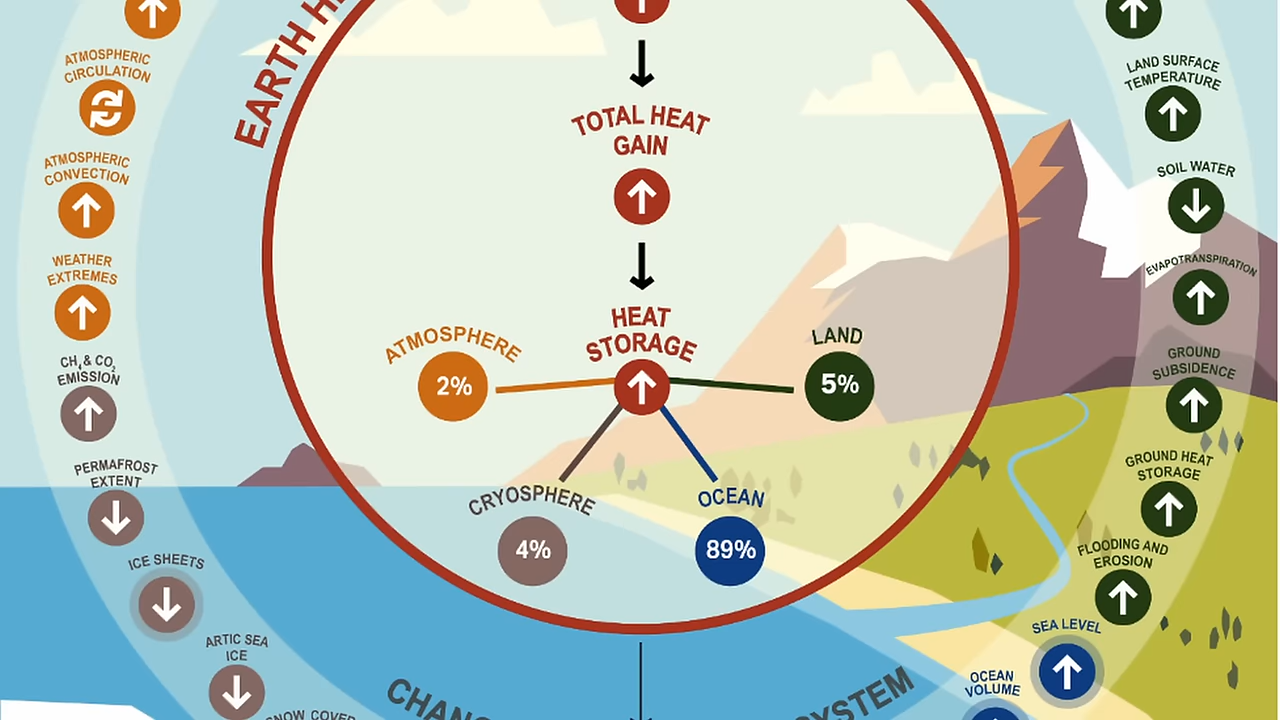 EARTH H
TOTAL HEAT
GAIN
HEAT
STORAGE
ATMOSPHERE
2%
LAND
5%
CRYOSPHERE
4%
OCEAN
89%
ATMOSPHERIC
CIRCULATION
ATMOSPHERIC
CONVECTION
WEATHER
EXTREMES
CH₄ & CO₂
EMISSION
PERMAFROST
EXTENT
ICE SHEETS
ARTIC SEA
ICE
SNOW COVER
LAND SURFACE
TEMPERATURE
SOIL WATER
EVAPOTRANSPIRATION
GROUND
SUBSIDENCE
GROUND HEAT
STORAGE
FLOODING AND
EROSION
SEA LEVEL
OCEAN
VOLUME
CHANG
SYSTEM